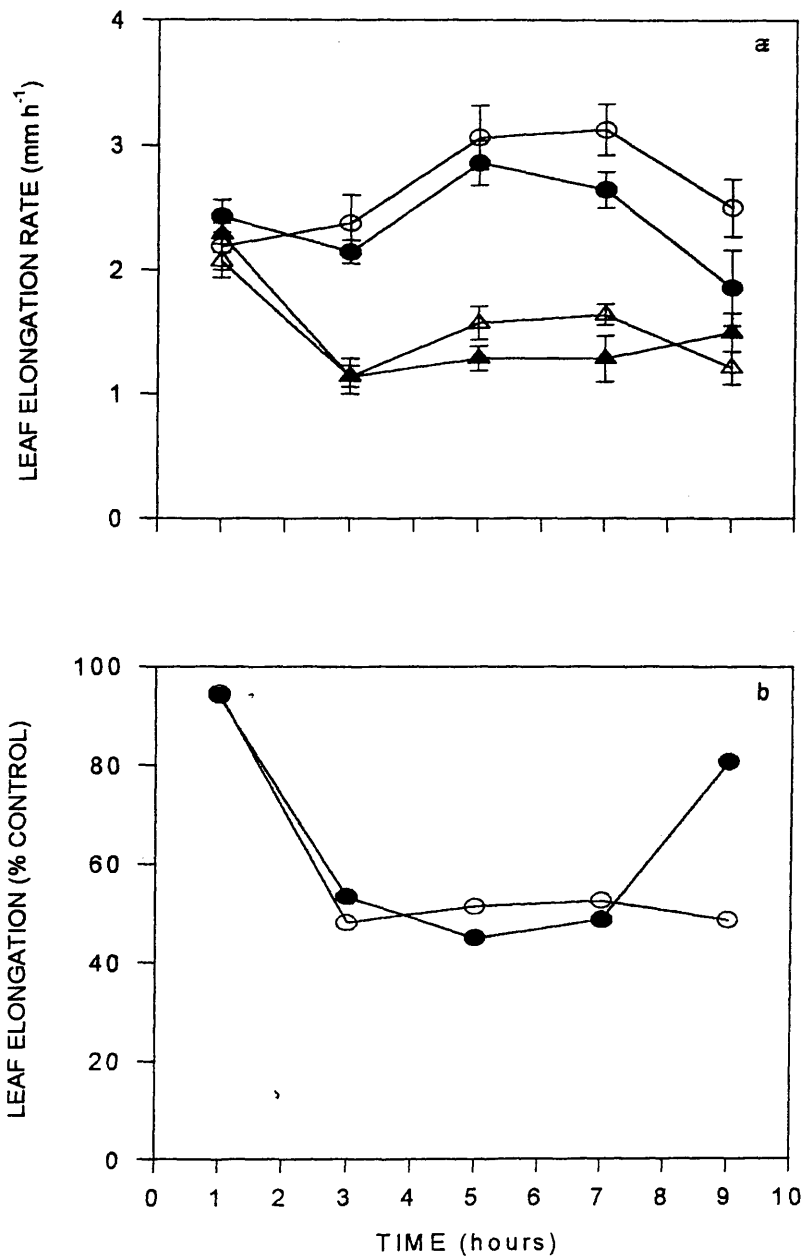 4
a
3
2
1
0
LEAF ELONGATION RATE (mm h⁻¹)
100
b
80
60
40
20
0
LEAF ELONGATION (% CONTROL)
0 1 2 3 4 5 6 7 8 9 10
TIME (hours)